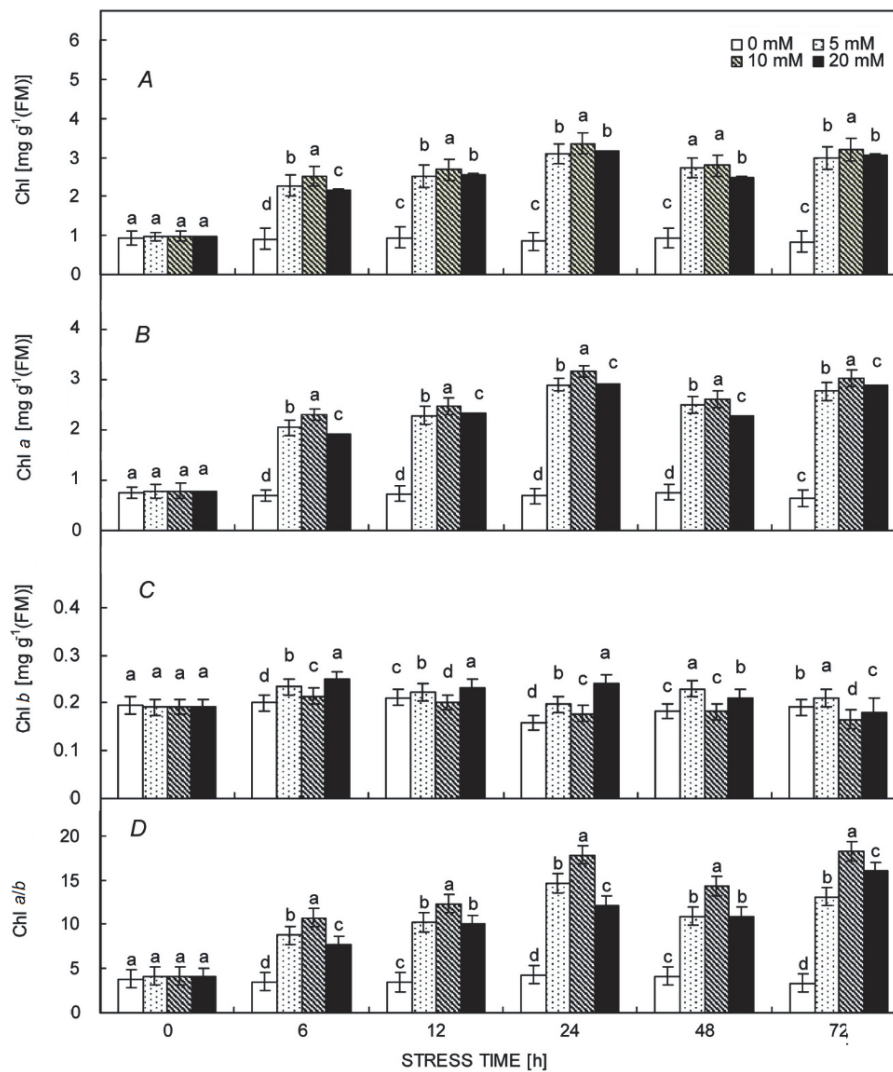 A
0 mM 5 mM
10 mM 20 mM
Chl [mg g-1(FM)]
6
5
4
3
2
1
0
a a a a
d b a c
c b a b
c b a b
c a a b
c b a b
B
Chl a [mg g-1(FM)]
4
3
2
1
0
a a a a
d b a c
d b a c
d b a c
d b a c
d b a c
C
Chl b [mg g-1(FM)]
0.4
0.3
0.2
0.1
0
a a a a
d b c a
c b d a
d b c a
c a c b
b a d c
D
Chl a/b
20
15
10
5
0
a a a a
d b a c
c b a b
d b a c
c b a b
d b a c
0 6 12 24 48 72
STRESS TIME [h]